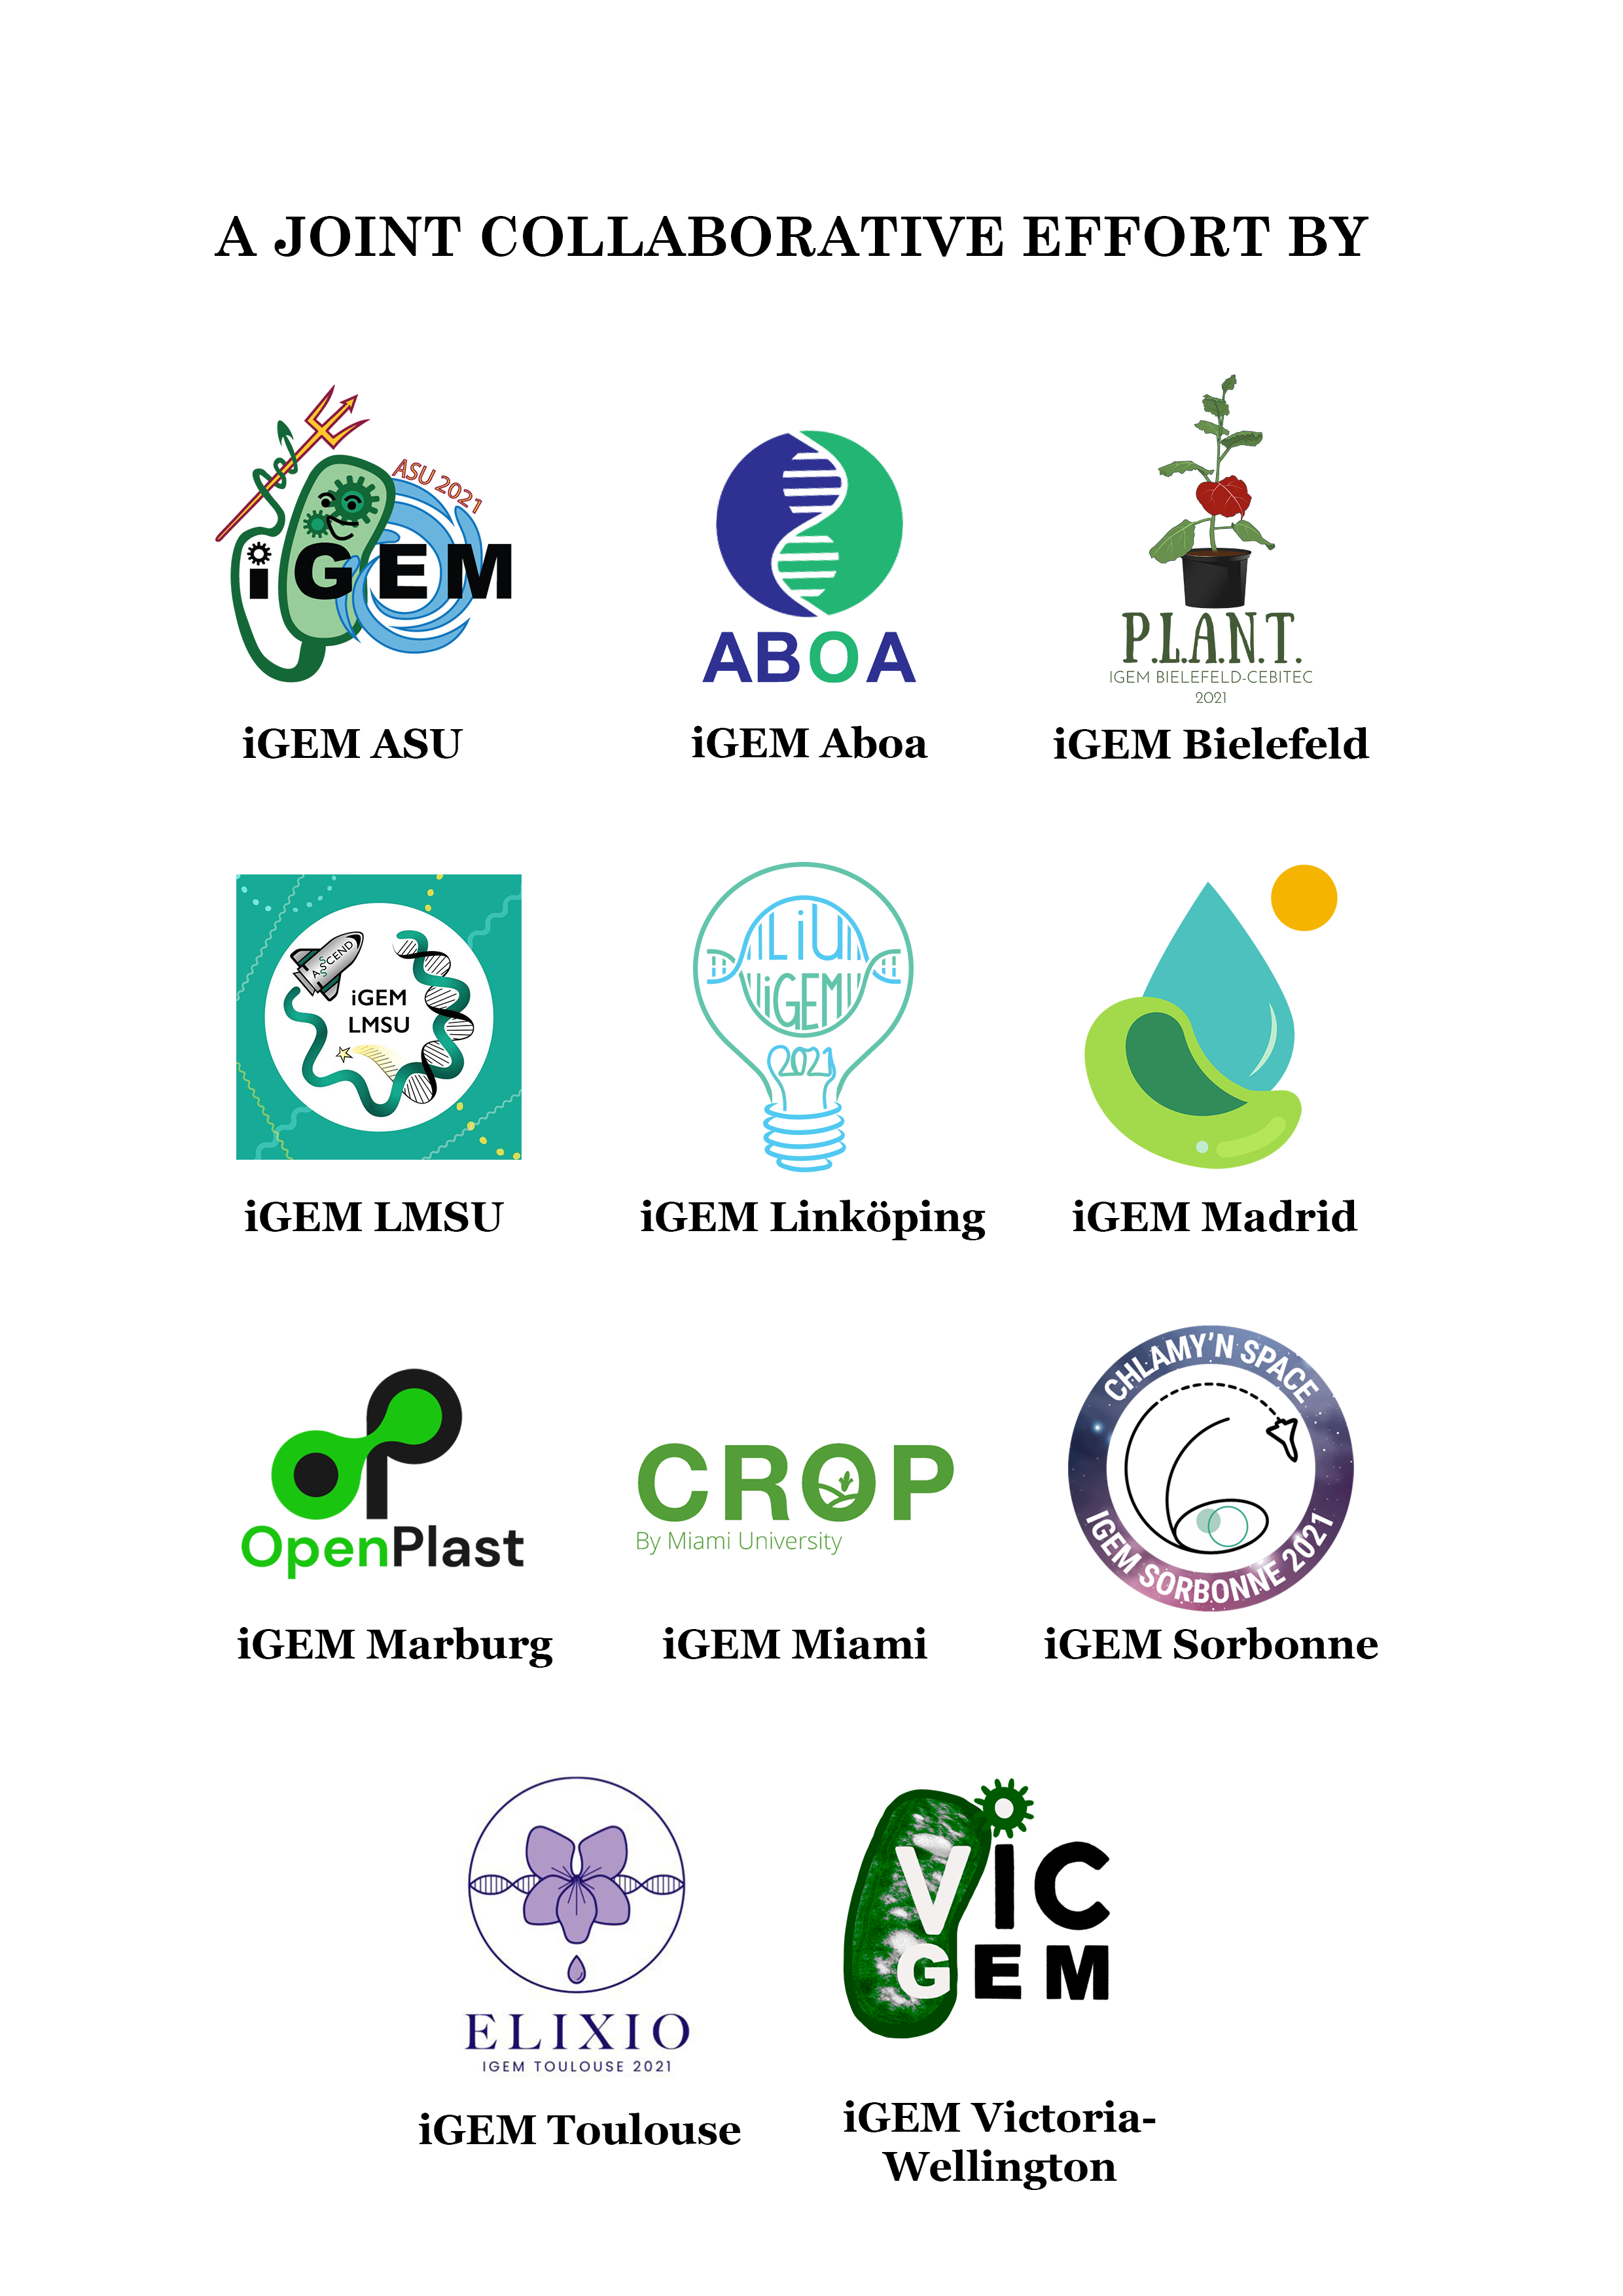 A JOINT COLLABORATIVE EFFORT BY
ASU 2021
iGEM
iGEM ASU
ABOA
iGEM Aboa
P.L.A.N.T.
IGEM BIELEFELD-CEBITEC
2021
iGEM Bielefeld
ASSSCEND
iGEM
LMSU
iGEM LMSU
LiU
iGEM
2021
iGEM Linköping
iGEM Madrid
OP
OpenPlast
iGEM Marburg
CROP
By Miami University
iGEM Miami
CHLAMY'N SPACE
IGEM SORBONNE 2021
iGEM Sorbonne
ELIXIO
IGEM TOULOUSE 2021
iGEM Toulouse
ViC
GEM
iGEM Victoria-
Wellington